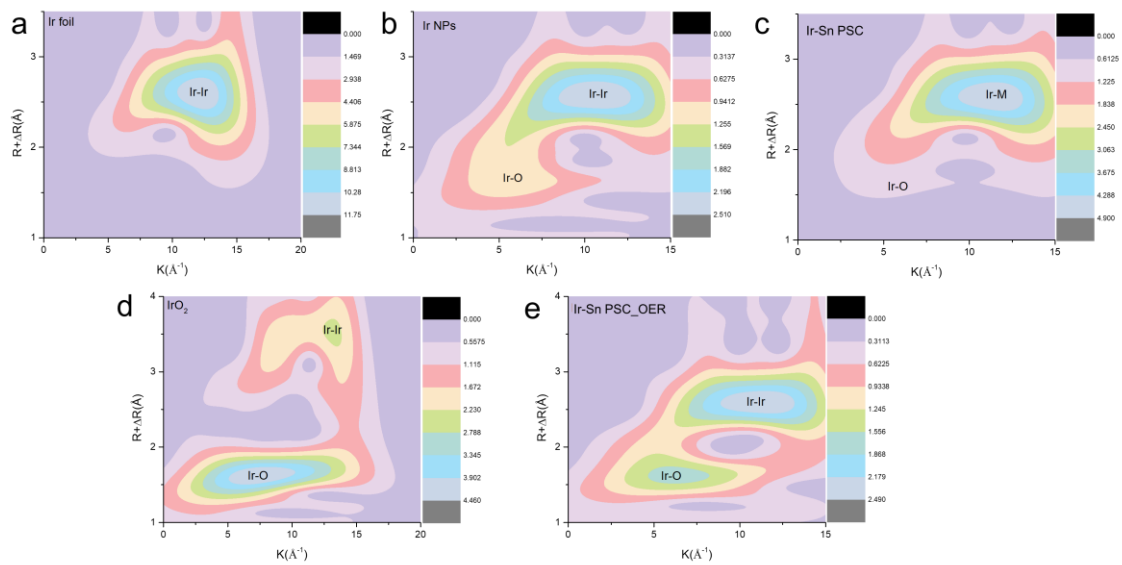 a
Ir foil
R+ΔR(Å)
3
2
1
0
5
10
15
20
K(Å⁻¹)
Ir-Ir
0.000
1.469
2.938
4.406
5.875
7.344
8.813
10.28
11.75
b
Ir NPs
R+ΔR(Å)
3
2
1
0
5
10
15
K(Å⁻¹)
Ir-Ir
Ir-O
0.000
0.3137
0.6275
0.9412
1.255
1.569
1.882
2.196
2.510
c
Ir-Sn PSC
R+ΔR(Å)
3
2
1
0
5
10
15
K(Å⁻¹)
Ir-M
Ir-O
0.000
0.6125
1.225
1.838
2.450
3.063
3.675
4.288
4.900
d
IrO₂
R+ΔR(Å)
4
3
2
1
0
5
10
15
20
K(Å⁻¹)
Ir-Ir
Ir-O
0.000
0.5575
1.115
1.672
2.230
2.788
3.345
3.902
4.460
e
Ir-Sn PSC_OER
R+ΔR(Å)
4
3
2
1
0
5
10
15
K(Å⁻¹)
Ir-Ir
Ir-O
0.000
0.3113
0.6225
0.9338
1.245
1.556
1.868
2.179
2.490